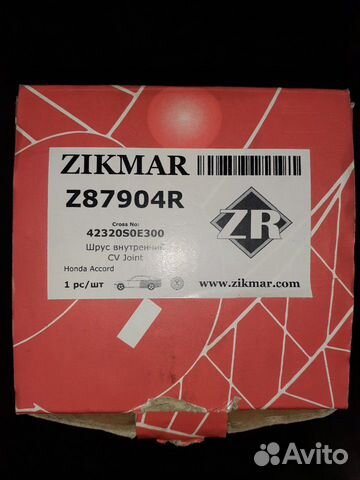 ZIKMAR
Z87904R
Cross No:
42320S0E300
Шрус внутренний
CV Joint
Honda Accord
1 pc/шт
ZR
www.zikmar.com
Avito